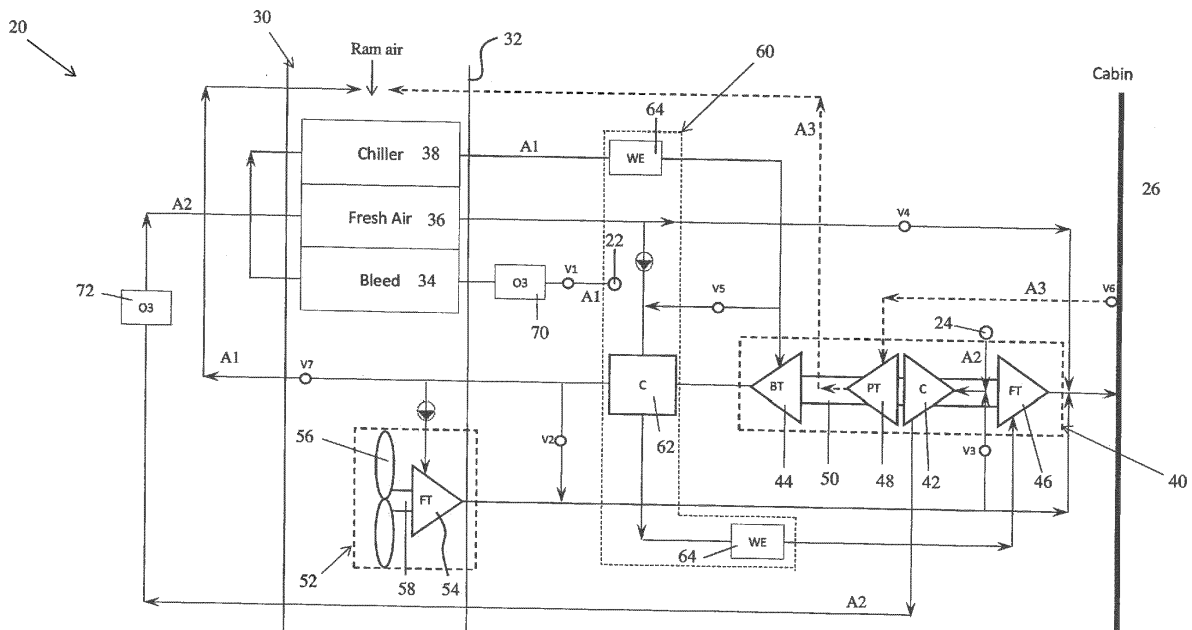 20
30
Ram air
32
60
Cabin
64
A3
Chiller 38
A1
WE
26
A2
Fresh Air 36
V4
22
Bleed 34
O3
V1
A1
V5
A3
V6
72
O3
70
24
A2
A1
V7
C
BT
PT
C
FT
62
56
V2
V3
44
50
48
42
46
40
FT
WE
64
52
58
54
A2